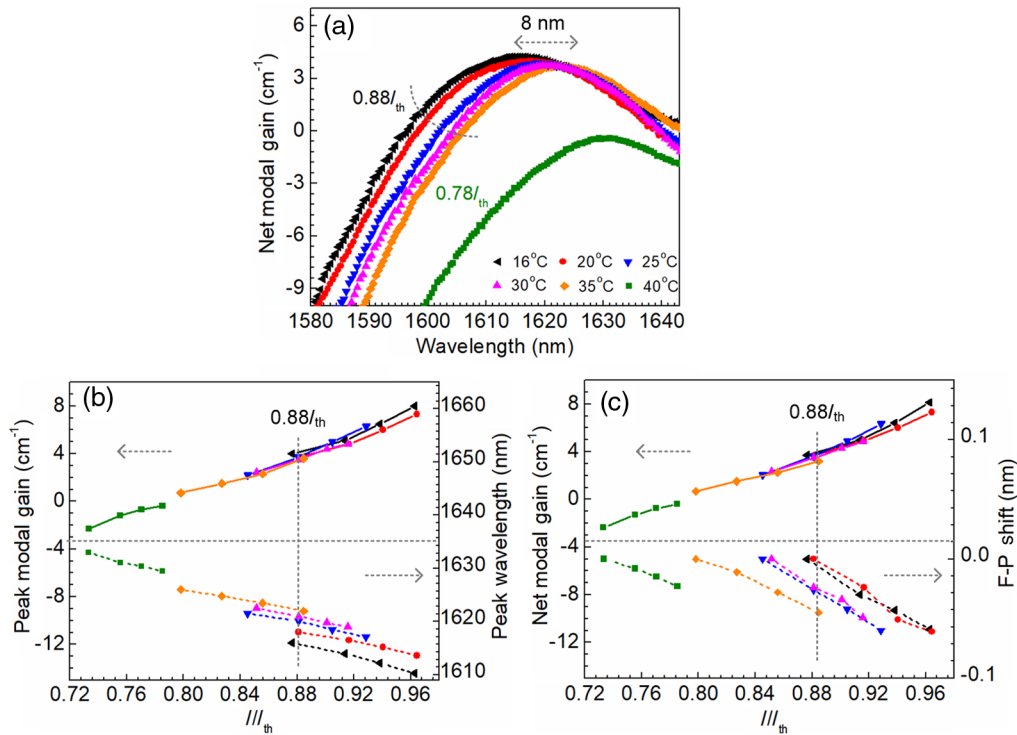 (a)
8 nm
0.88I_th
0.78I_th
16°C 20°C 25°C
30°C 35°C 40°C
Net modal gain (cm⁻¹)
6
3
0
-3
-6
-9
1580 1590 1600 1610 1620 1630 1640
Wavelength (nm)
(b)
0.88I_th
Peak modal gain (cm⁻¹)
8
4
0
-4
-8
-12
1660
1650
1640
1630
1620
1610
Peak wavelength (nm)
0.72 0.76 0.80 0.84 0.88 0.92 0.96
I/I_th
(c)
0.88I_th
Net modal gain (cm⁻¹)
8
4
0
-4
-8
-12
0.1
0.0
-0.1
F-P shift (nm)
0.72 0.76 0.80 0.84 0.88 0.92 0.96
I/I_th